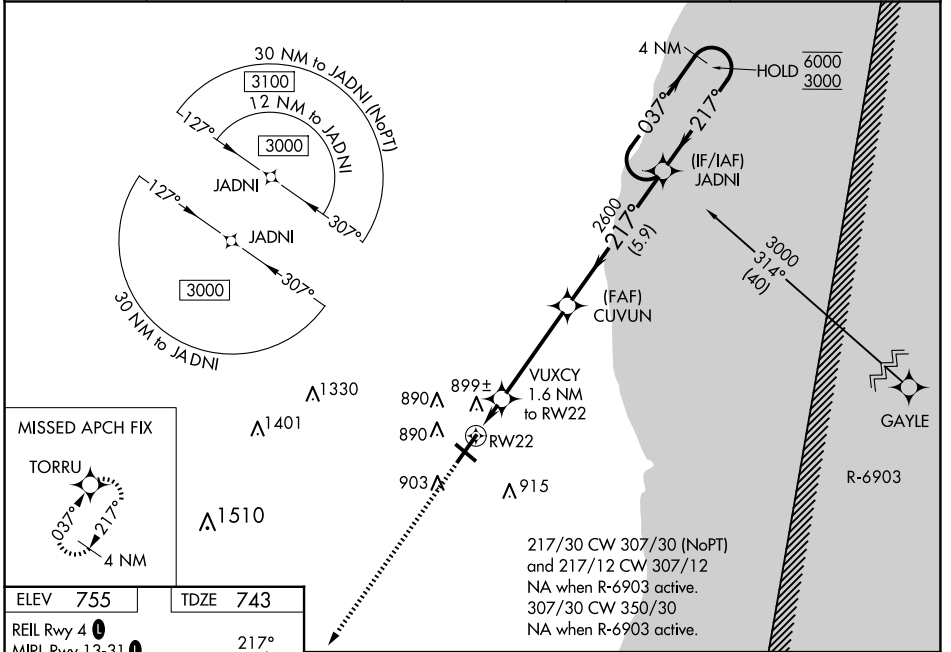 30 NM to JADNI (NoPT)
3100
12 NM to JADNI
3000
127°
JADNI
307°
127°
JADNI
307°
3000
30 NM to JADNI
4 NM
HOLD 6000
3000
037°
217°
(IF/IAF)
JADNI
2600
217°
(5.9)
3000
314°
(40)
(FAF)
CUVUN
VUXCY
1.6 NM
to RW22
GAYLE
R-6903
1330
1401
1510
890
899±
890
RW22
903
915
MISSED APCH FIX
TORRU
037°
217°
4 NM
217/30 CW 307/30 (NoPT)
and 217/12 CW 307/12
NA when R-6903 active.
307/30 CW 350/30
NA when R-6903 active.
ELEV 755
TDZE 743
REIL Rwy 4 L
MIRL Rwy 13-31 L
217°